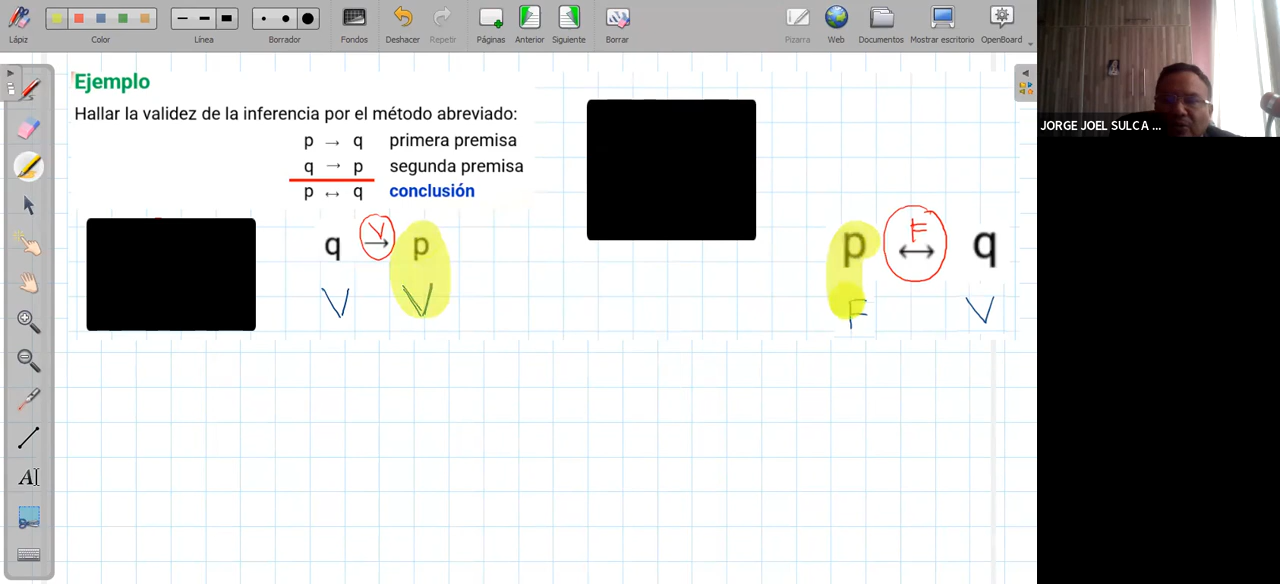 Lápiz Color Línea Borrador Fondos Deshacer Repetir Páginas Anterior Siguiente Borrar Pizarra Web Documentos Mostrar escritorio OpenBoard
JORGE JOEL SULCA ...
Ejemplo
Hallar la validez de la inferencia por el método abreviado:
p → q primera premisa
q → p segunda premisa
p ↔ q conclusión
V
q → p
V V
F
p ↔ q
F V